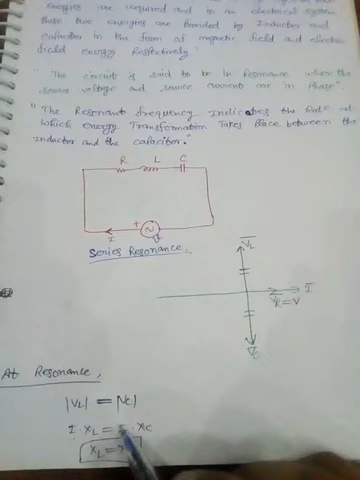 energies are required and in an electrical system
these two energies are Provided by Inductor and
Capacitor in the form of magnetic field and electric
field energy Respectively.
"The circuit is said to be in Resonance when the
source voltage and source current are in Phase"
"The Resonant frequency Indicates the Rate at
which energy Transformation Takes Place between the
Inductor and the capacitor."
R L C
+
I V
Series Resonance.
VL
I
VR=V
VC
At Resonance,
|VL| = |VC|
I · XL = I · XC
XL =